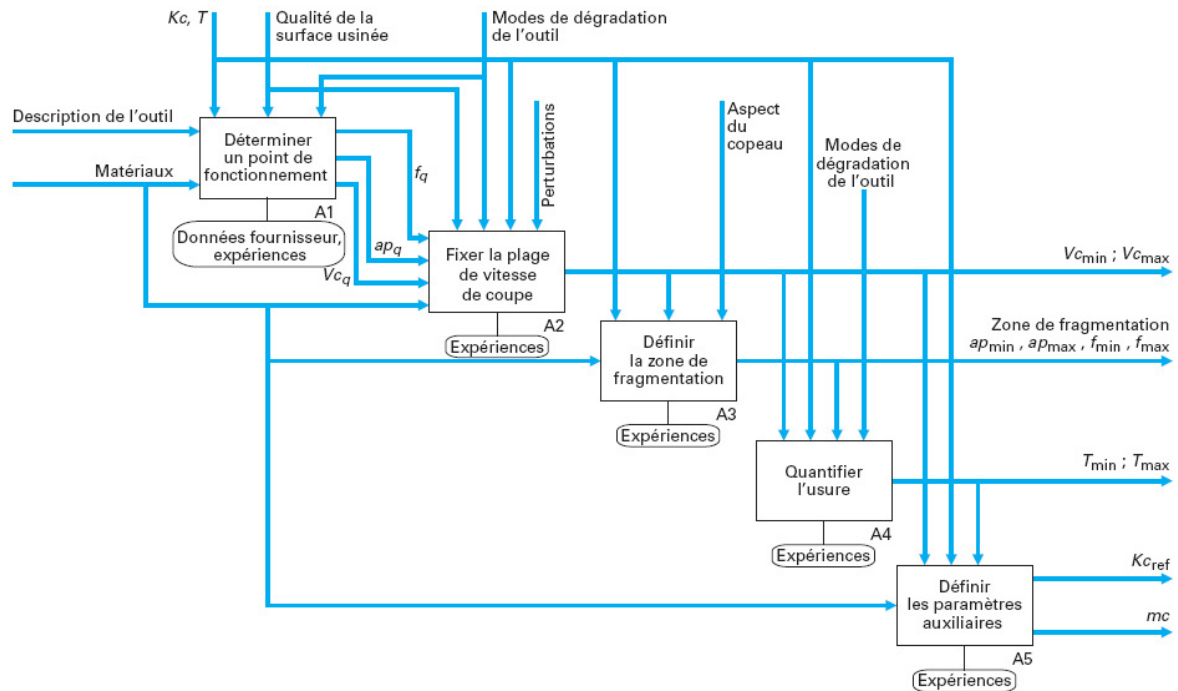 Kc, T
Qualité de la
surface usinée
Modes de dégradation
de l'outil
Description de l'outil
Matériaux
Déterminer
un point de
fonctionnement
A1
Données fournisseur,
expériences
fq
apq
Vcq
Perturbations
Fixer la plage
de vitesse
de coupe
A2
Expériences
Aspect
du
copeau
Modes de
dégradation
de l'outil
Vcmin ; Vcmax
Définir
la zone de
fragmentation
A3
Expériences
Zone de fragmentation
apmin , apmax , fmin , fmax
Quantifier
l'usure
A4
Expériences
Tmin ; Tmax
Définir
les paramètres
auxiliaires
A5
Expériences
Kcref
mc